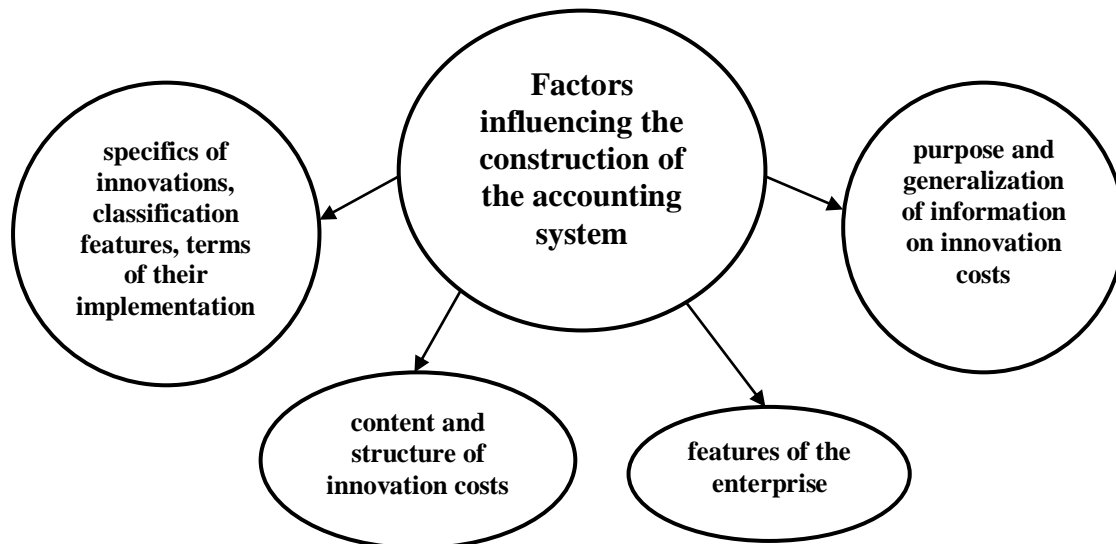 Factors
influencing the
construction of
the accounting
system
specifics of
innovations,
classification
features, terms
of their
implementation
purpose and
generalization
of information
on innovation
costs
content and
structure of
innovation costs
features of the
enterprise